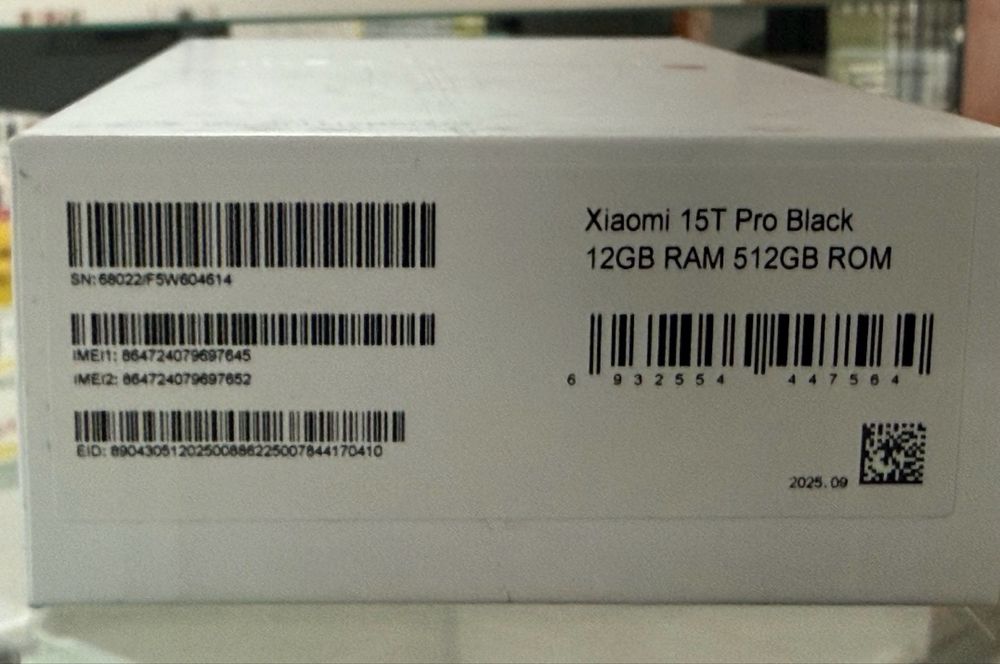 SN: 68022/F5W604614
IMEI1: 864724079697645
IMEI2: 864724079697652
EID: 89043051202500886225007844170410
Xiaomi 15T Pro Black
12GB RAM 512GB ROM
6 932554 447564
2025.09